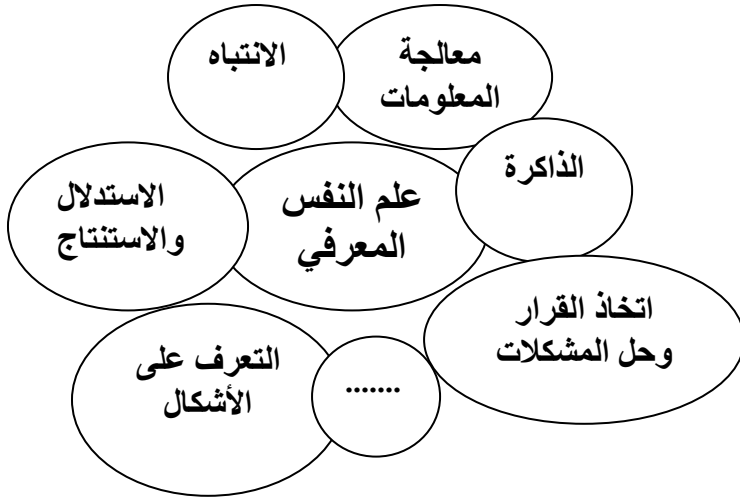 معالجة
المعلومات
الانتباه
الذاكرة
علم النفس
المعرفي
الاستدلال
والاستنتاج
اتخاذ القرار
وحل المشكلات
.......
التعرف على
الأشكال